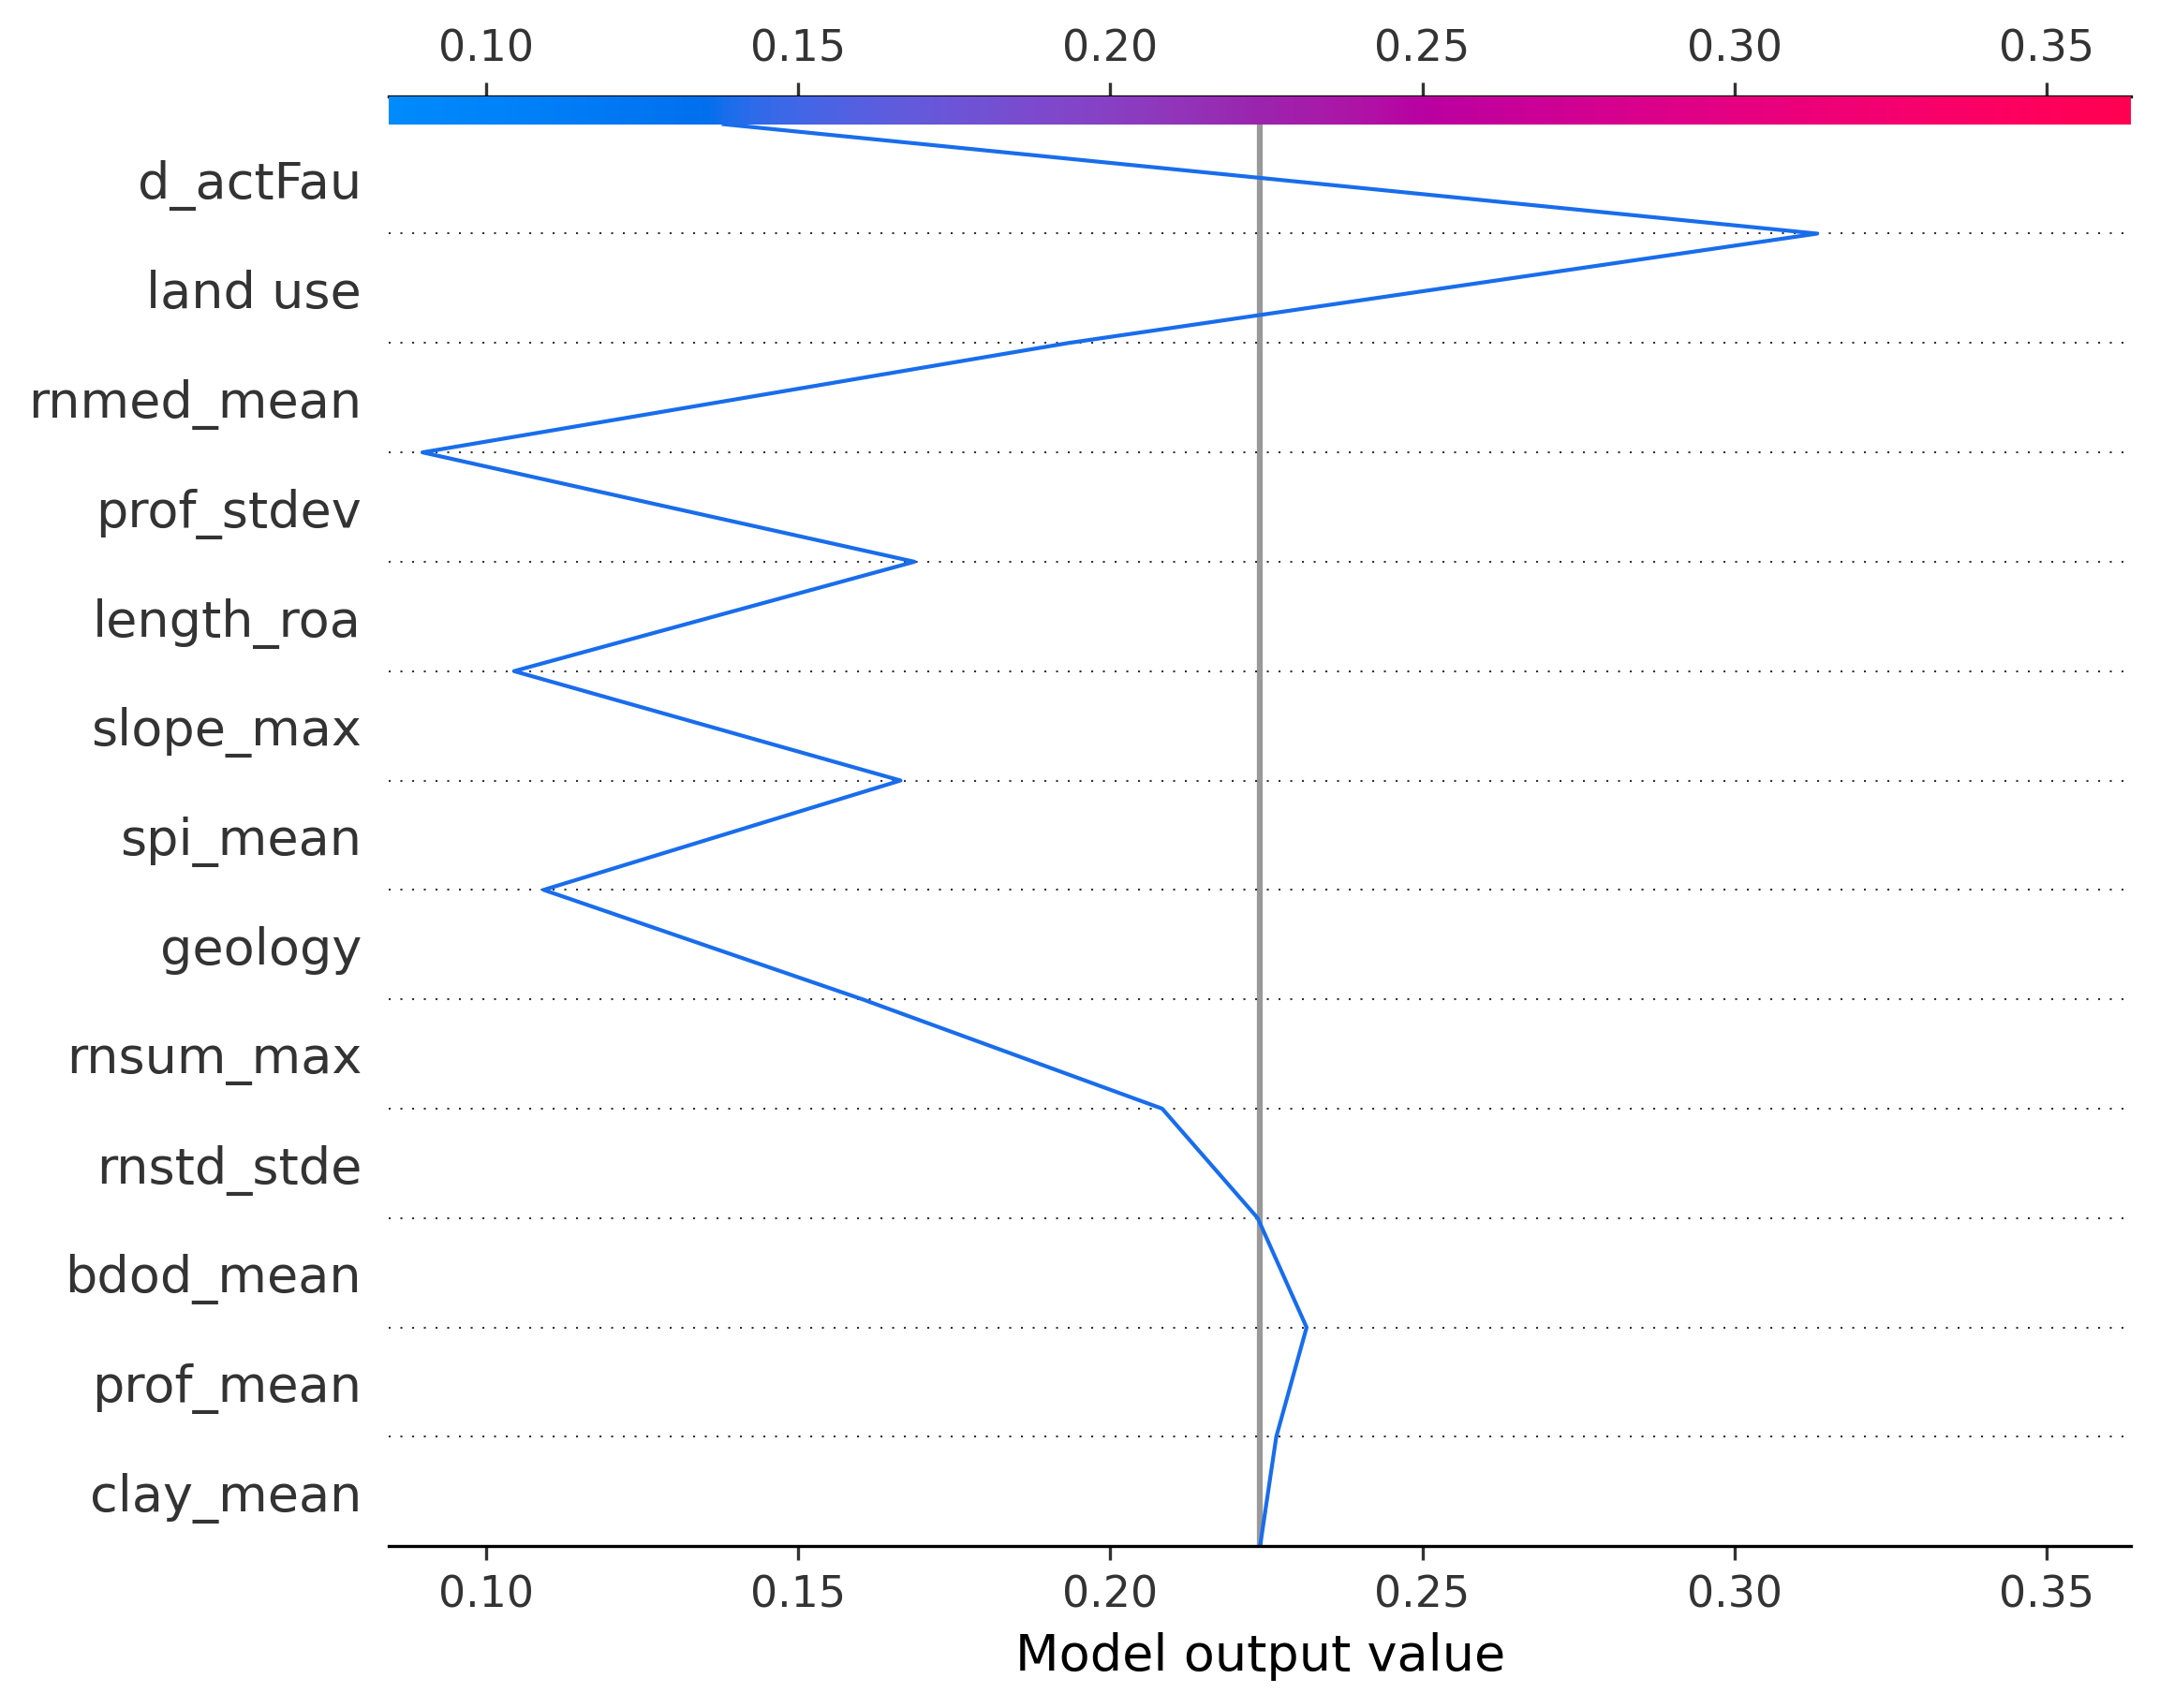 0.10 0.15 0.20 0.25 0.30 0.35
d_actFau
land use
rnmed_mean
prof_stdev
length_roa
slope_max
spi_mean
geology
rnsum_max
rnstd_stde
bdod_mean
prof_mean
clay_mean
0.10 0.15 0.20 0.25 0.30 0.35
Model output value